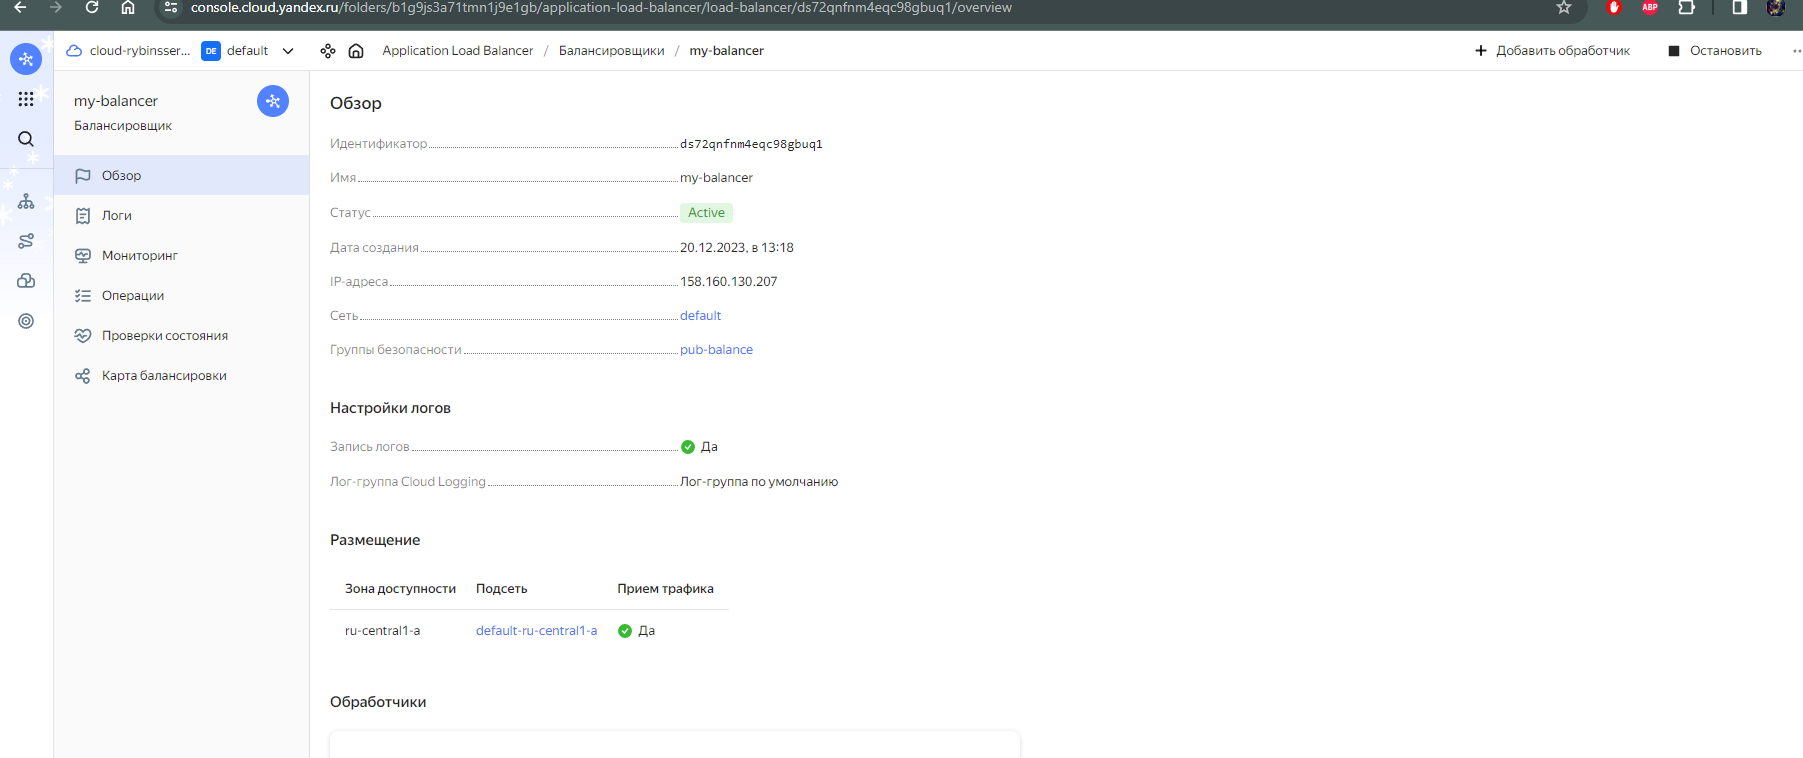 console.cloud.yandex.ru/folders/b1g9js3a71tmn1j9e1gb/application-load-balancer/load-balancer/ds72qnfnm4eqc98gbuq1/overview
ABP
cloud-rybinsser... DE default Application Load Balancer / Балансировщики / my-balancer Добавить обработчик Остановить
my-balancer
Балансировщик
Обзор
Логи
Мониторинг
Операции
Проверки состояния
Карта балансировки
Обзор
Идентификатор ds72qnfnm4eqc98gbuq1
Имя my-balancer
Статус Active
Дата создания 20.12.2023, в 13:18
IP-адреса 158.160.130.207
Сеть default
Группы безопасности pub-balance
Настройки логов
Запись логов Да
Лог-группа Cloud Logging Лог-группа по умолчанию
Размещение
Зона доступности Подсеть Прием трафика
ru-central1-a default-ru-central1-a Да
Обработчики